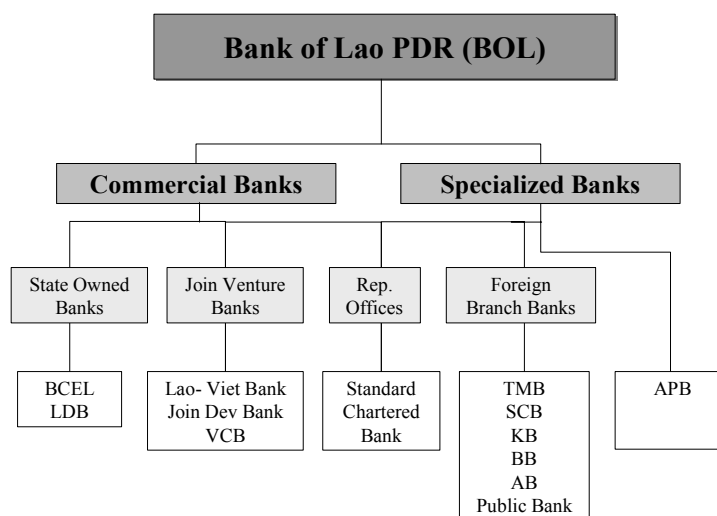 Bank of Lao PDR (BOL)
Commercial Banks
Specialized Banks
State Owned
Banks
Join Venture
Banks
Rep.
Offices
Foreign
Branch Banks
BCEL
LDB
Lao- Viet Bank
Join Dev Bank
VCB
Standard
Chartered
Bank
TMB
SCB
KB
BB
AB
Public Bank
APB